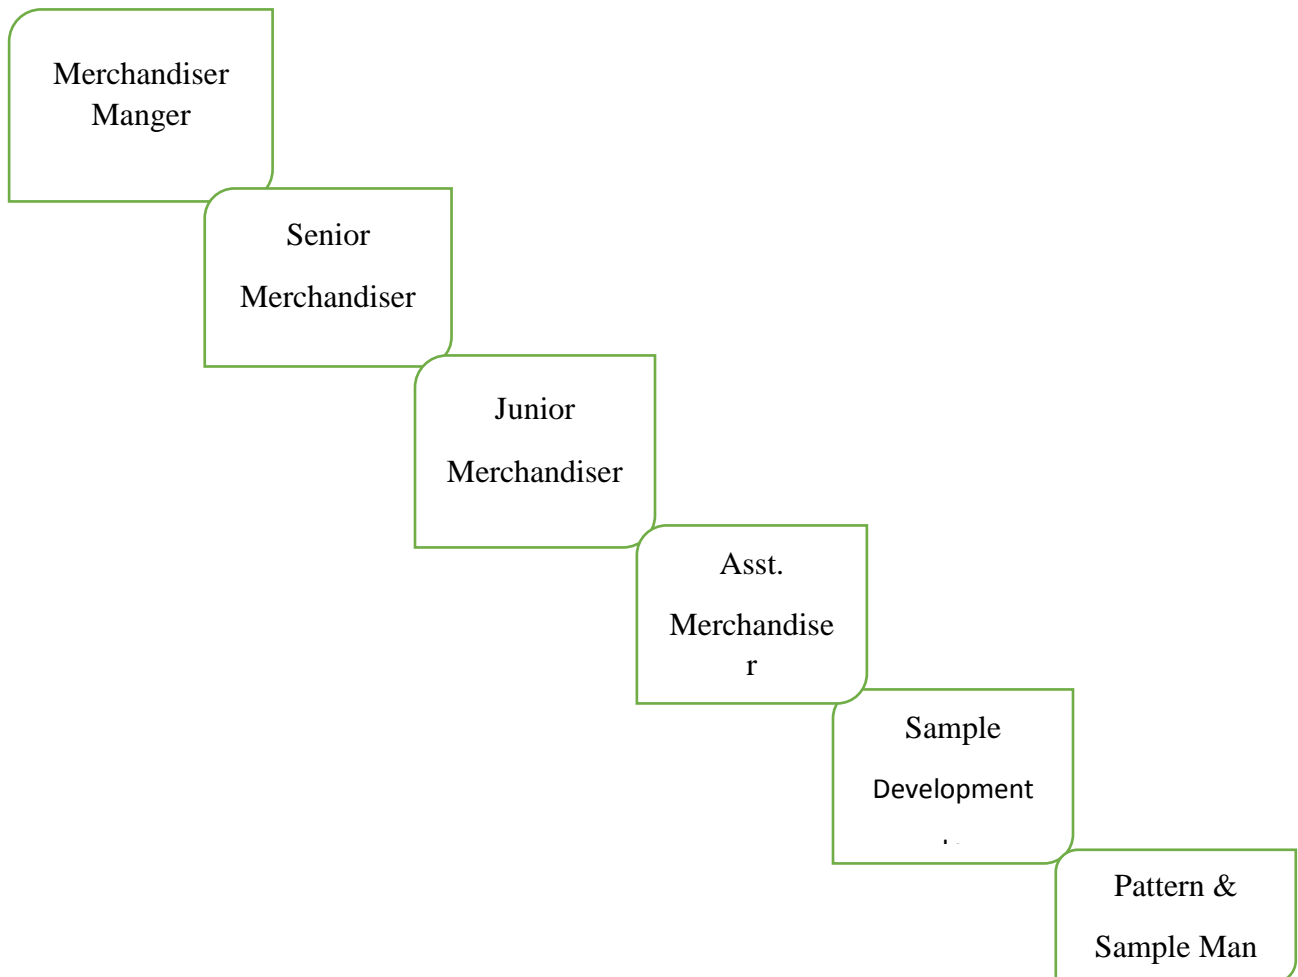 Merchandiser
Manger
Senior
Merchandiser
Junior
Merchandiser
Asst.
Merchandise
r
Sample
Development
Pattern &
Sample Man